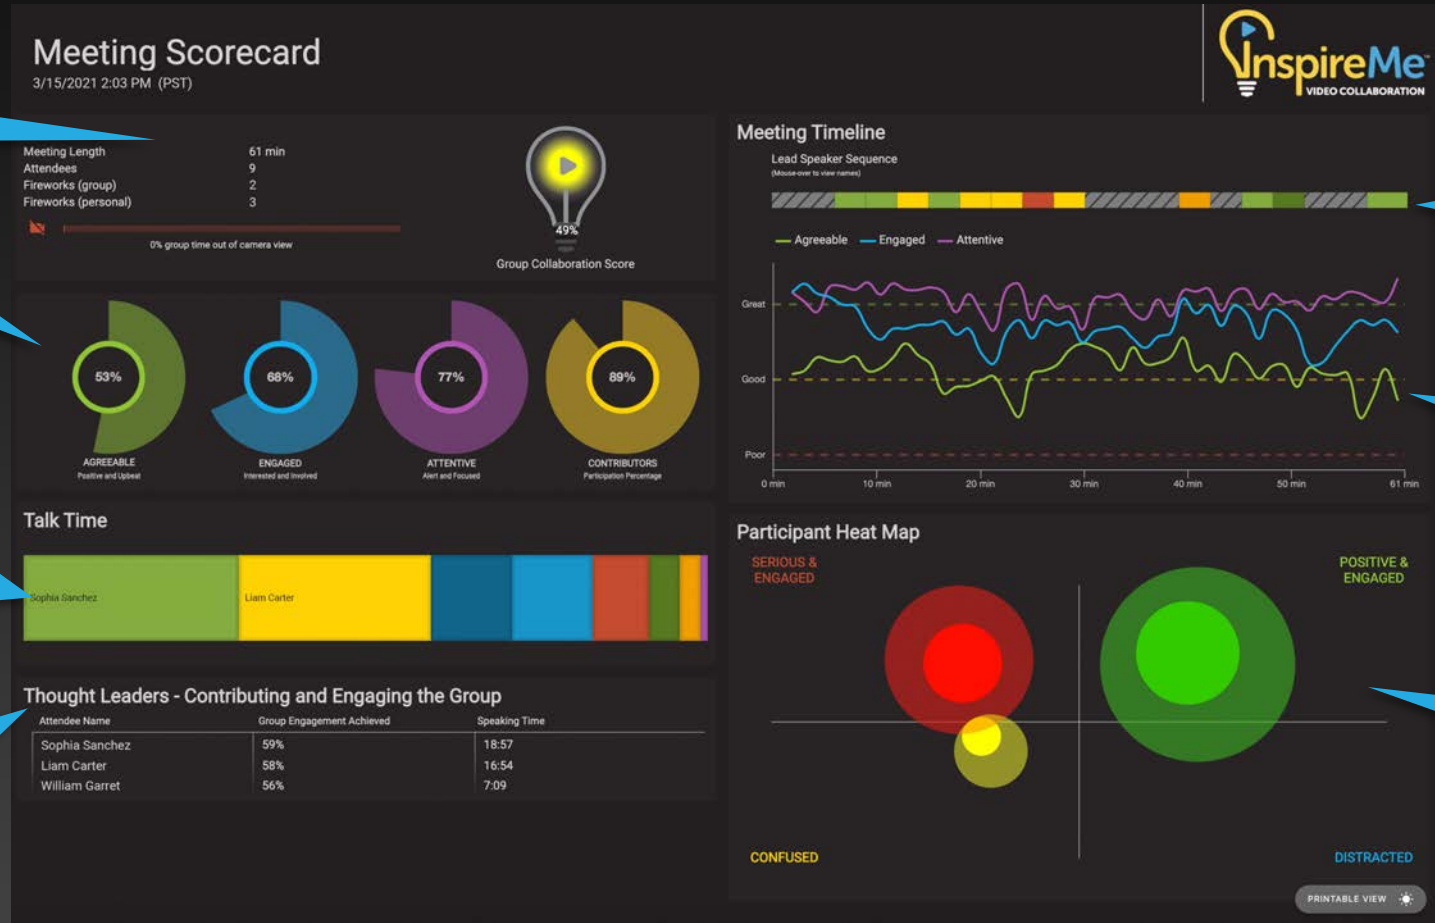 Meeting Scorecard
3/15/2021 2:03 PM (PST)
InspireMe
VIDEO COLLABORATION
Meeting Length 61 min
Attendees 9
Fireworks (group) 2
Fireworks (personal) 3
0% group time out of camera view
49%
Group Collaboration Score
53%
AGREEABLE
Positive and Upbeat
68%
ENGAGED
Interested and Involved
77%
ATTENTIVE
Alert and Focused
89%
CONTRIBUTORS
Participation Percentage
Talk Time
Sophia Sanchez
Liam Carter
Thought Leaders - Contributing and Engaging the Group
Attendee Name Group Engagement Achieved Speaking Time
Sophia Sanchez 59% 18:57
Liam Carter 58% 16:54
William Garret 56% 7:09
Meeting Timeline
Lead Speaker Sequence
(Mouse-over to view names)
Agreeable Engaged Attentive
Great
Good
Poor
0 min 10 min 20 min 30 min 40 min 50 min 61 min
Participant Heat Map
SERIOUS &
ENGAGED
POSITIVE &
ENGAGED
CONFUSED
DISTRACTED
PRINTABLE VIEW